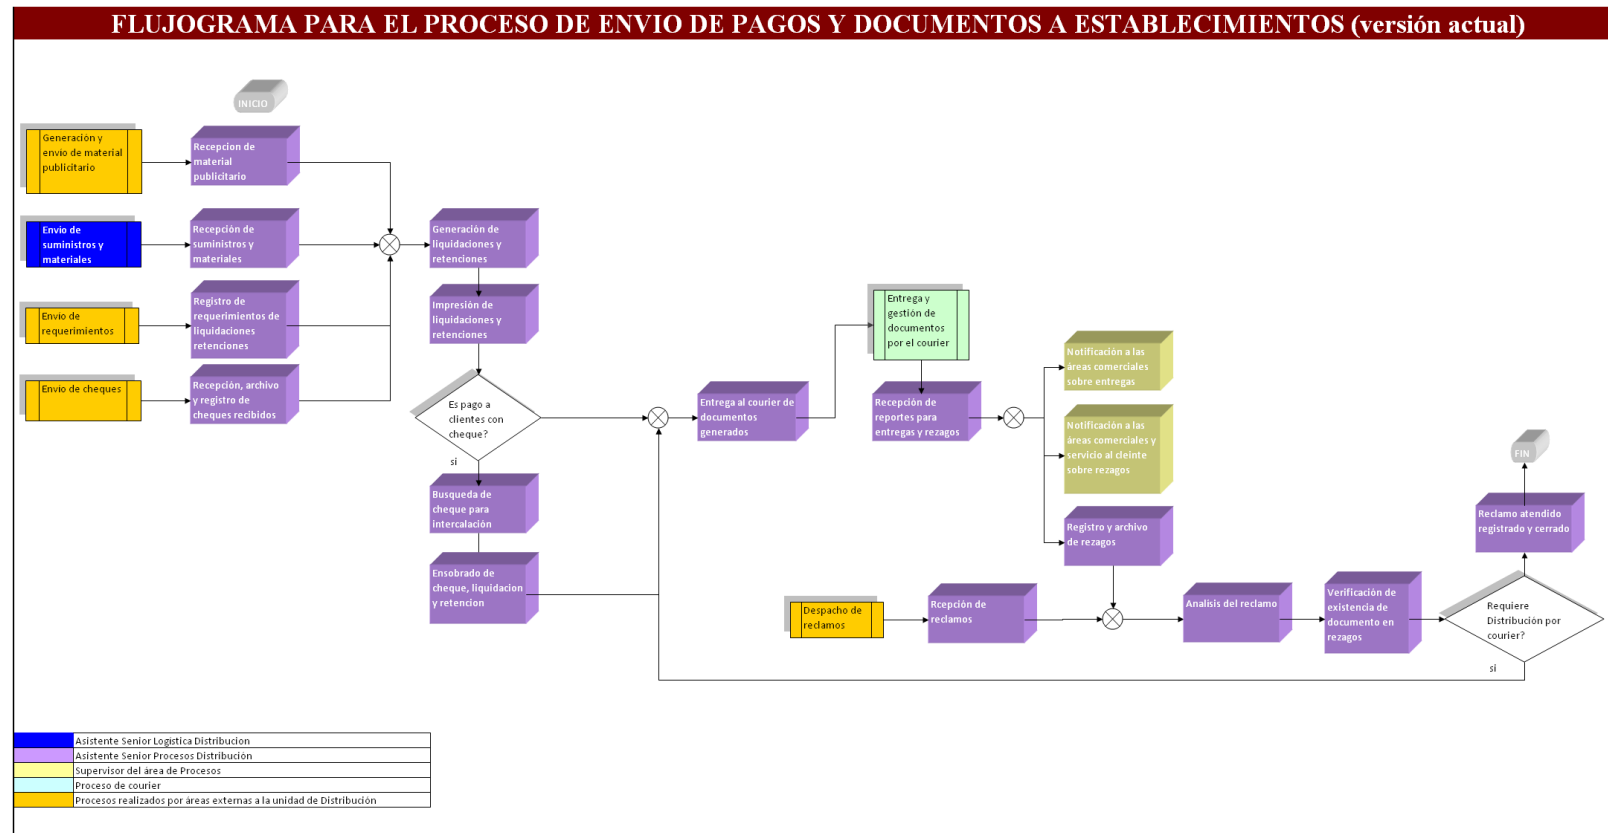 FLUJOGRAMA PARA EL PROCESO DE ENVIO DE PAGOS Y DOCUMENTOS A ESTABLECIMIENTOS (versión actual)
INICIO
Generación y
envio de material
publicitario
Recepcion de
material
publicitario
Envio de
suministros y
materiales
Recepción de
suministros y
materiales
Generación de
liquidaciones y
retenciones
Envio de
requerimientos
Registro de
requerimientos de
liquidaciones
retenciones
Impresión de
liquidaciones y
retenciones
Envio de cheques
Recepción, archivo
y registro de
cheques recibidos
Es pago a
clientes con
cheque?
si
Busqueda de
cheque para
intercalación
Ensobrado de
cheque, liquidacion
y retencion
Entrega al courier de
documentos
generados
Entrega y
gestión de
documentos
por el courier
Recepción de
reportes para
entregas y rezagos
Notificación a las
áreas comerciales
sobre entregas
Notificación a las
áreas comerciales y
servicio al cleinte
sobre rezagos
Registro y archivo
de rezagos
Despacho de
reclamos
Rcepción de
reclamos
Analisis del reclamo
Verificación de
existencia de
documento en
rezagos
Requiere
Distribución por
courier?
si
Reclamo atendido
registrado y cerrado
FIN
Asistente Senior Logística Distribucion
Asistente Senior Procesos Distribución
Supervisor del área de Procesos
Proceso de courier
Procesos realizados por áreas externas a la unidad de Distribución